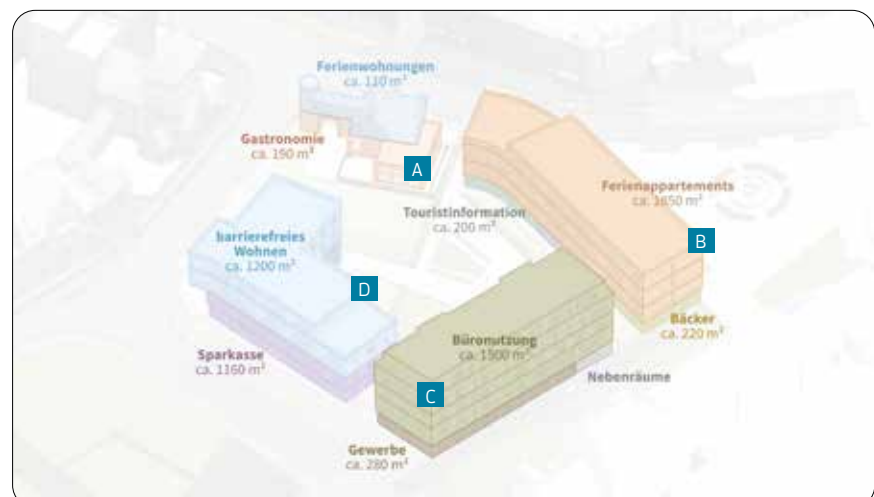 Ferienwohnungen
ca. 110 m²
Gastronomie
ca. 190 m²
A
Ferienappartements
ca. 1650 m²
Touristinformation
ca. 200 m²
B
barrierefreies
Wohnen
ca. 1200 m²
D
Bäcker
ca. 220 m²
Büronutzung
ca. 1500 m²
Sparkasse
ca. 1160 m²
Nebenräume
C
Gewerbe
ca. 280 m²